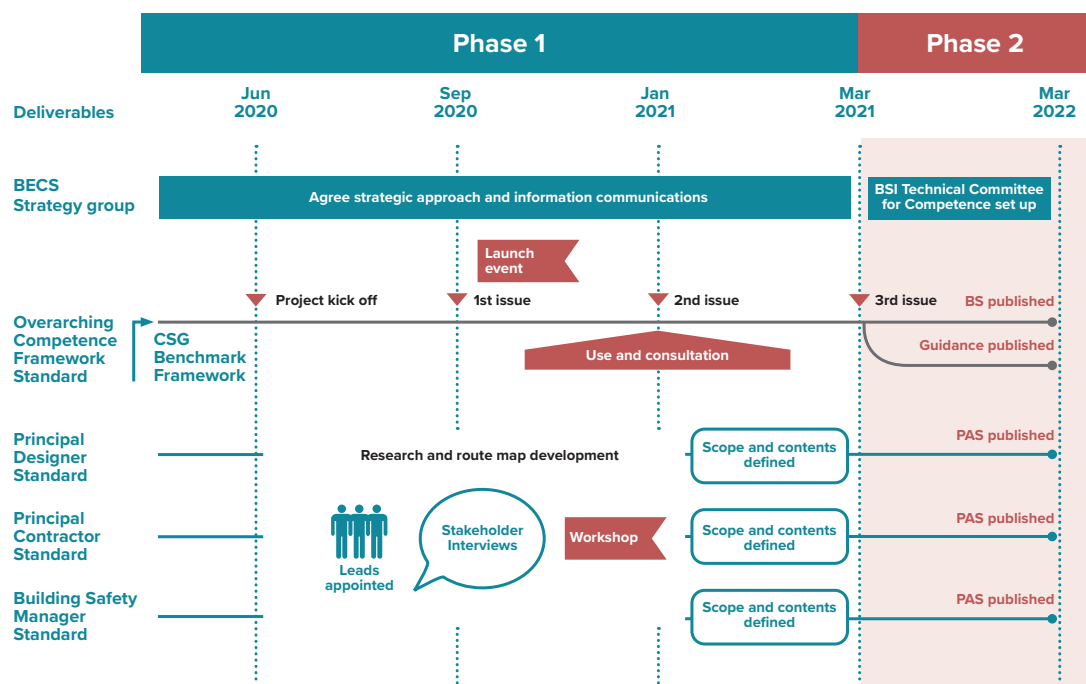 Phase 1
Phase 2
Deliverables
Jun
2020
Sep
2020
Jan
2021
Mar
2021
Mar
2022
BECS
Strategy group
Agree strategic approach and information communications
BSI Technical Committee
for Competence set up
Launch
event
Project kick off
1st issue
2nd issue
3rd issue
BS published
Overarching
Competence
Framework
Standard
CSG
Benchmark
Framework
Use and consultation
Guidance published
Principal
Designer
Standard
Research and route map development
Scope and contents
defined
PAS published
Principal
Contractor
Standard
Leads
appointed
Stakeholder
Interviews
Workshop
Scope and contents
defined
PAS published
Building Safety
Manager
Standard
Scope and contents
defined
PAS published